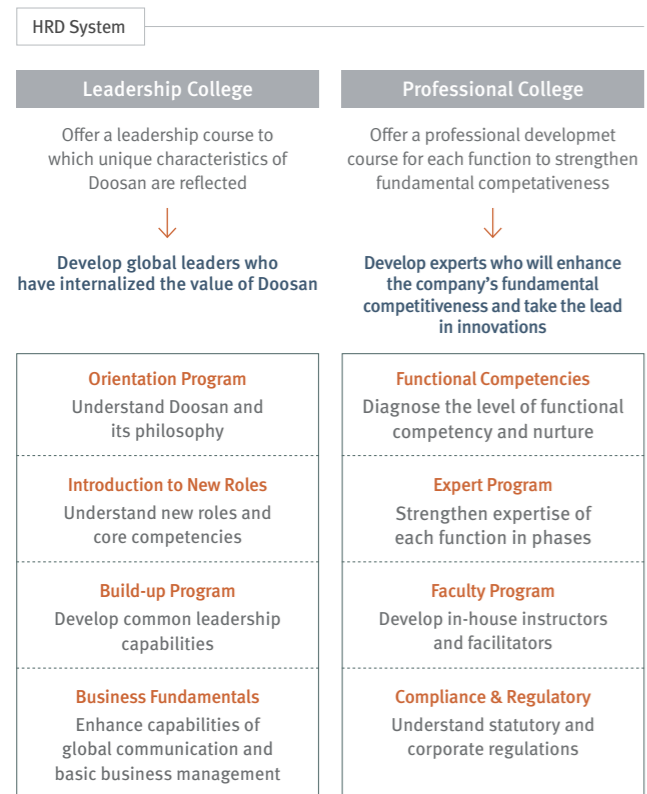 HRD System
Leadership College
Offer a leadership course to
which unique characteristics of
Doosan are reflected
Develop global leaders who
have internalized the value of Doosan
Orientation Program
Understand Doosan and
its philosophy
Introduction to New Roles
Understand new roles and
core competencies
Build-up Program
Develop common leadership
capabilities
Business Fundamentals
Enhance capabilities of
global communication and
basic business management
Professional College
Offer a professional developmet
course for each function to strengthen
fundamental competativeness
Develop experts who will enhance
the company's fundamental
competitiveness and take the lead
in innovations
Functional Competencies
Diagnose the level of functional
competency and nurture
Expert Program
Strengthen expertise of
each function in phases
Faculty Program
Develop in-house instructors
and facilitators
Compliance & Regulatory
Understand statutory and
corporate regulations